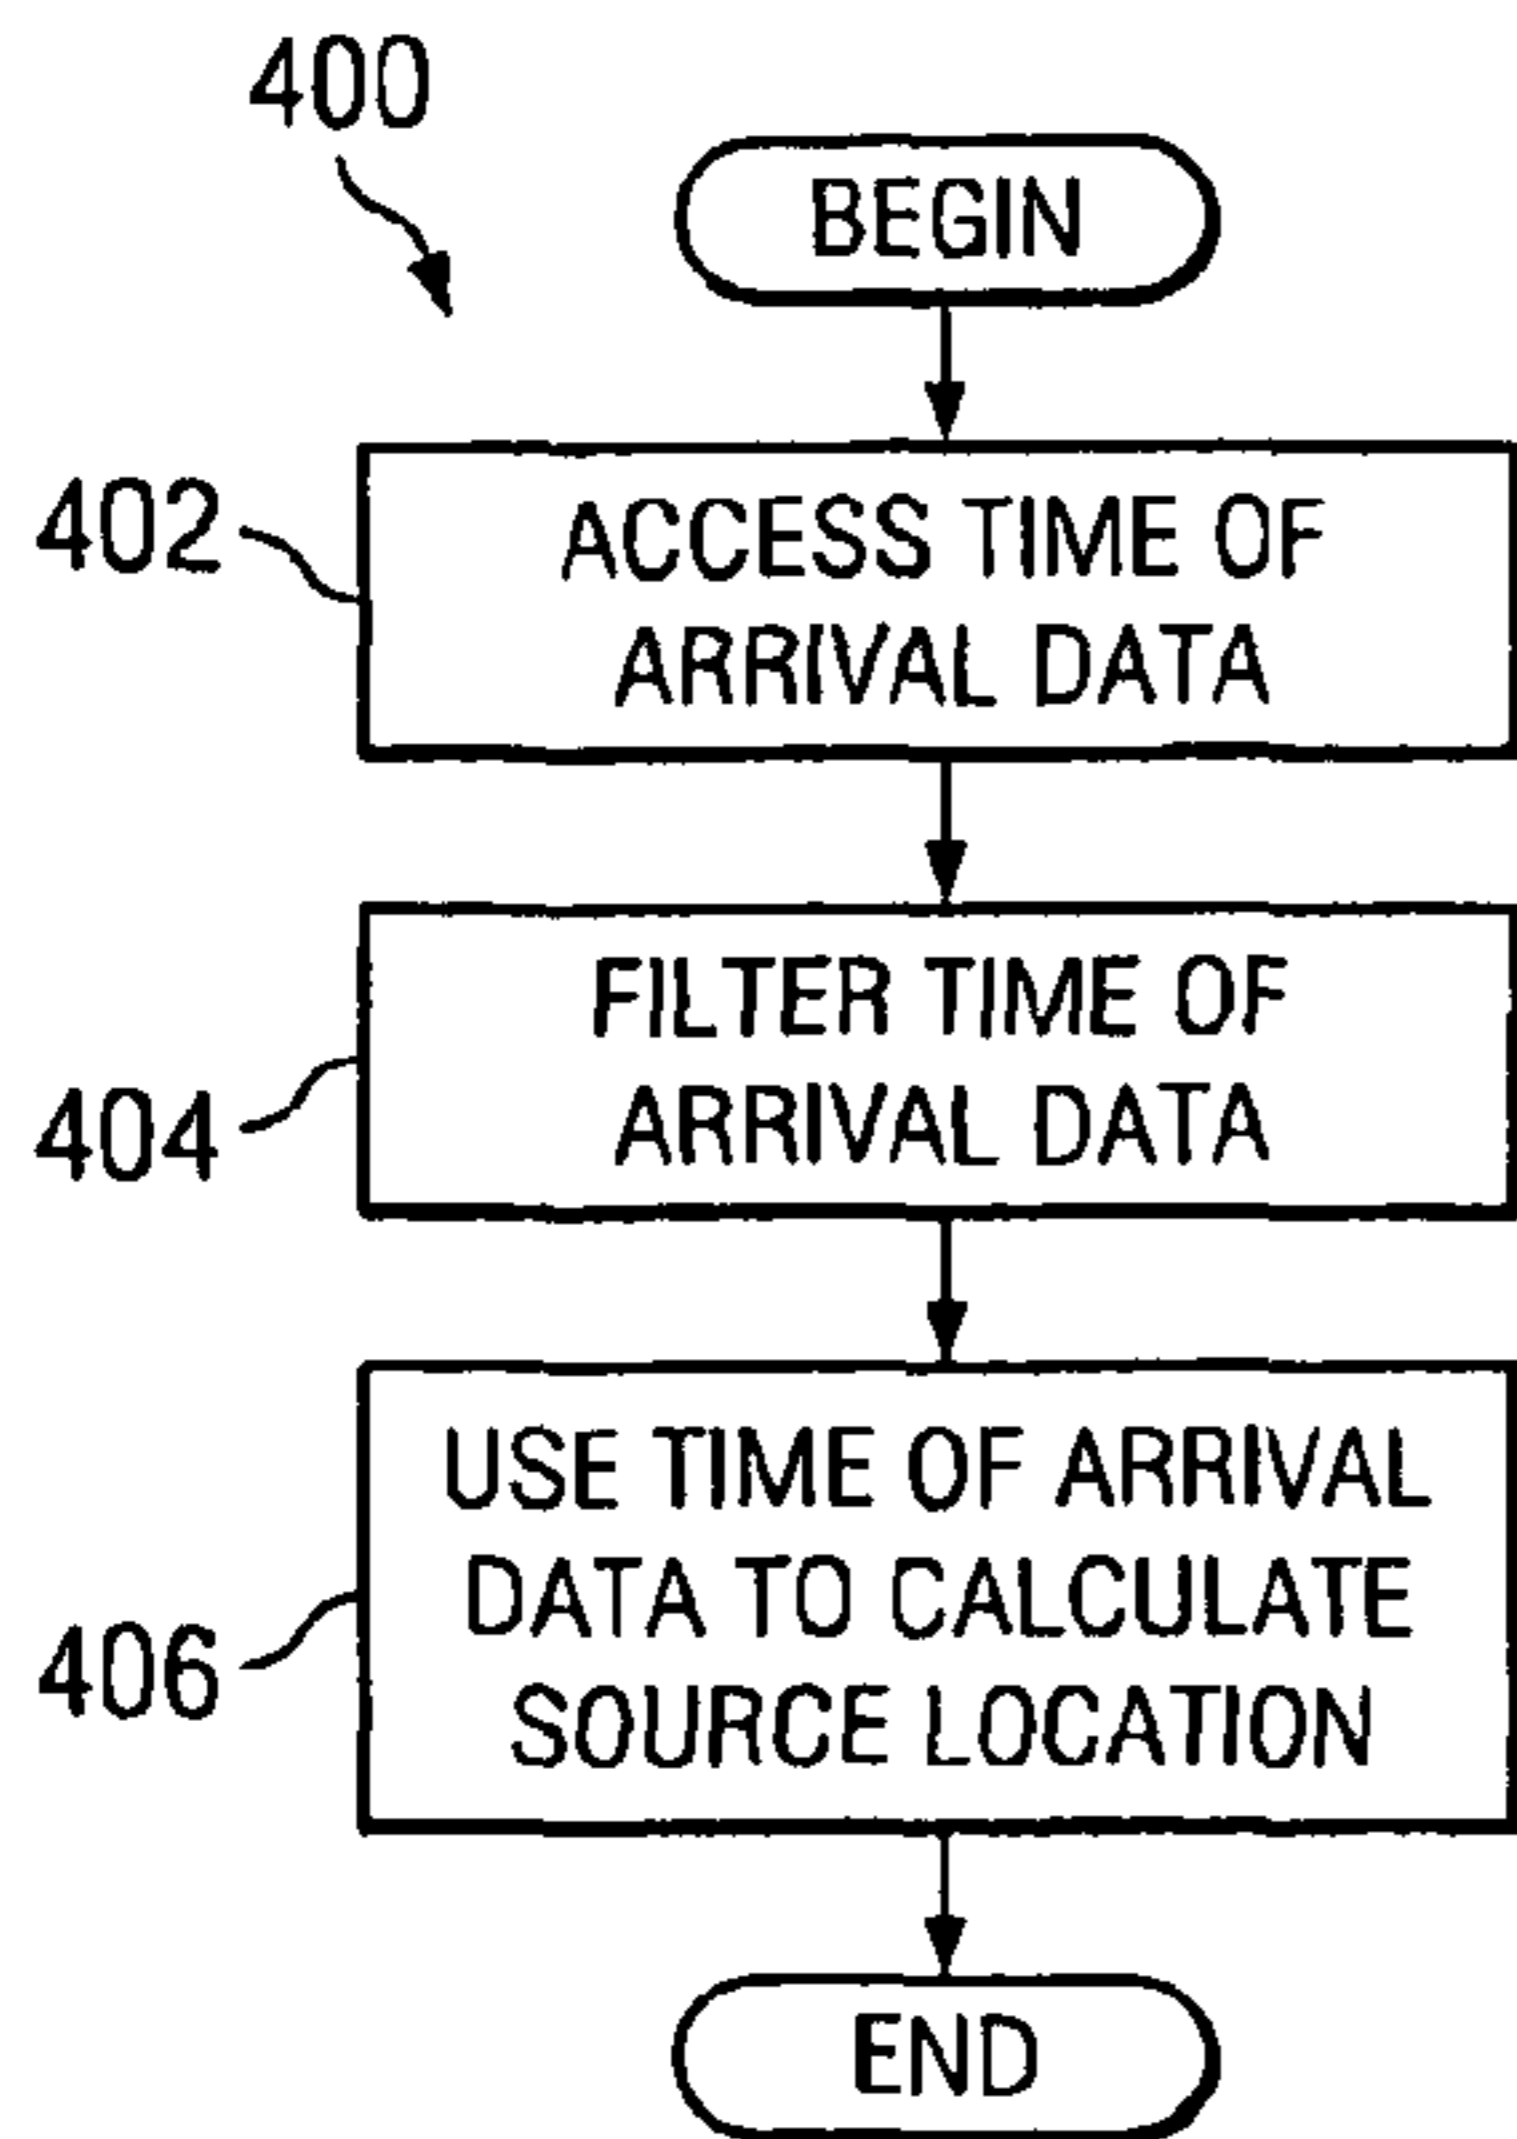 400
BEGIN
402
ACCESS TIME OF
ARRIVAL DATA
404
FILTER TIME OF
ARRIVAL DATA
406
USE TIME OF ARRIVAL
DATA TO CALCULATE
SOURCE LOCATION
END